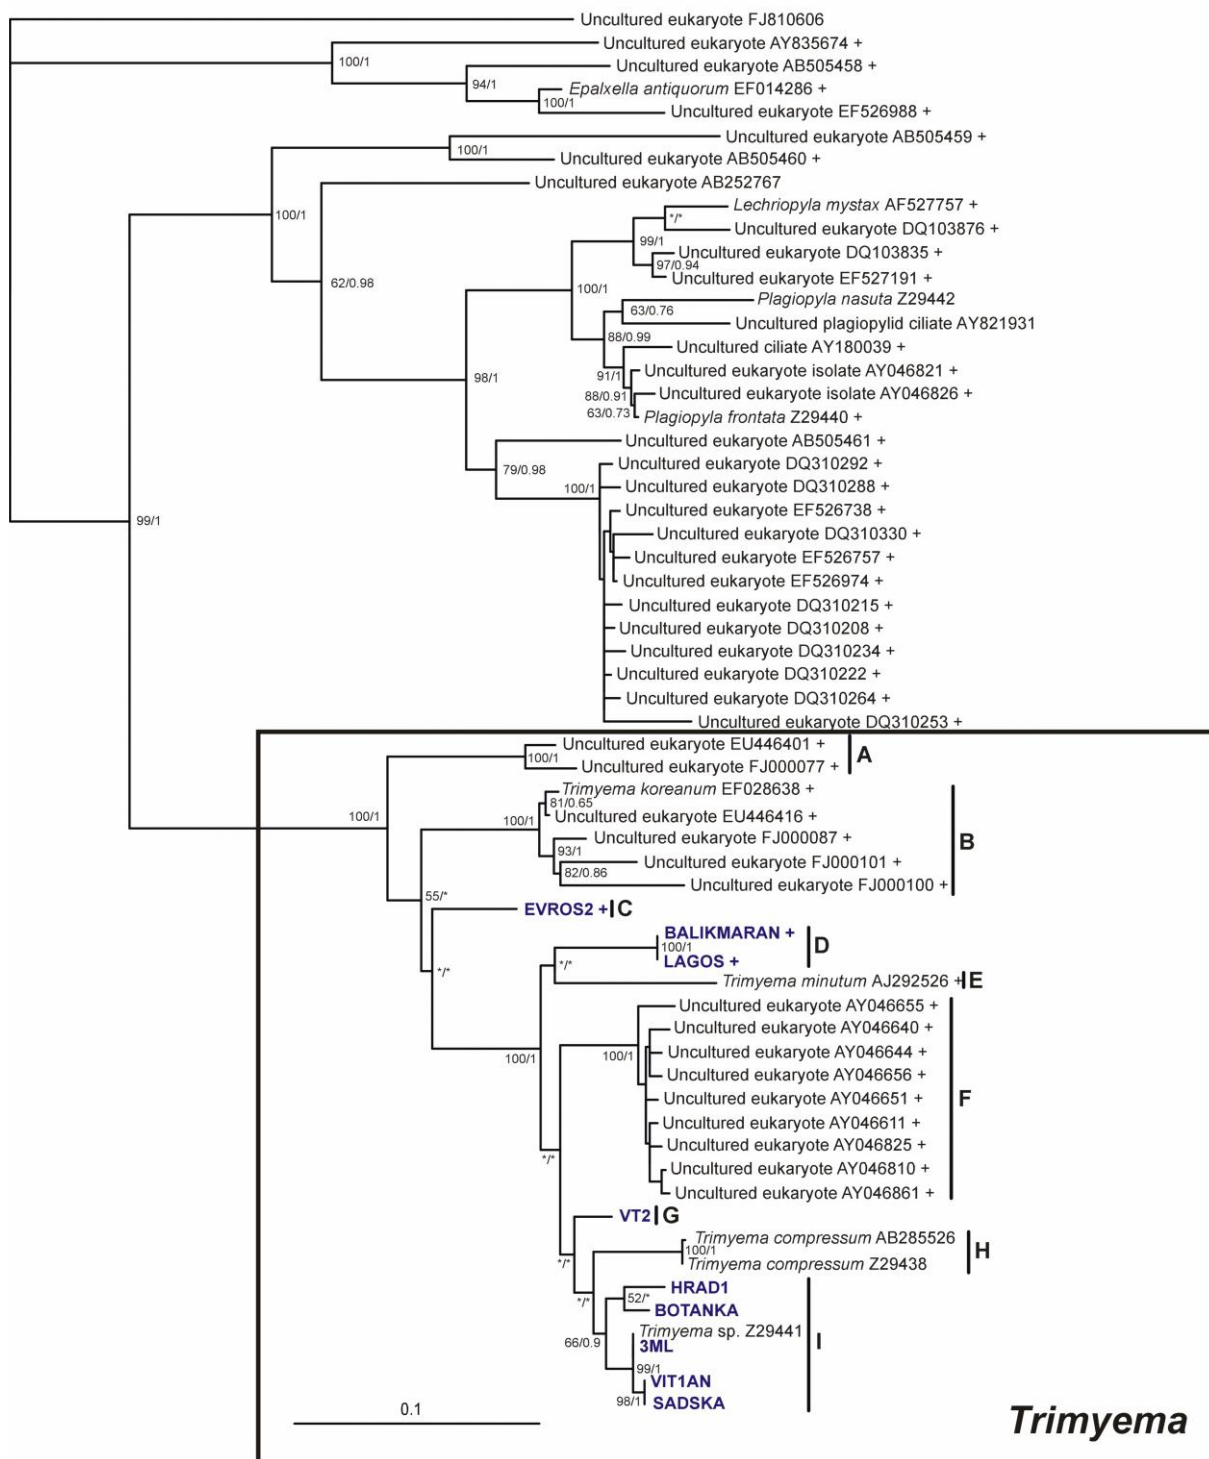 Uncultured eukaryote FJ810606
Uncultured eukaryote AY835674 +
100/1
Uncultured eukaryote AB505458 +
94/1
Epalxella antiquorum EF014286 +
100/1
Uncultured eukaryote EF526988 +
Uncultured eukaryote AB505459 +
100/1
Uncultured eukaryote AB505460 +
Uncultured eukaryote AB252767
100/1
Lechriopyla mystax AF527757 +
*/*
Uncultured eukaryote DQ103876 +
99/1
Uncultured eukaryote DQ103835 +
97/0.94
Uncultured eukaryote EF527191 +
62/0.98
100/1
Plagiopyla nasuta Z29442
63/0.76
Uncultured plagiopylid ciliate AY821931
88/0.99
Uncultured ciliate AY180039 +
91/1
Uncultured eukaryote isolate AY046821 +
98/1
88/0.91
Uncultured eukaryote isolate AY046826 +
63/0.73
Plagiopyla frontata Z29440 +
Uncultured eukaryote AB505461 +
79/0.98
Uncultured eukaryote DQ310292 +
100/1
Uncultured eukaryote DQ310288 +
Uncultured eukaryote EF526738 +
99/1
Uncultured eukaryote DQ310330 +
Uncultured eukaryote EF526757 +
Uncultured eukaryote EF526974 +
Uncultured eukaryote DQ310215 +
Uncultured eukaryote DQ310208 +
Uncultured eukaryote DQ310234 +
Uncultured eukaryote DQ310222 +
Uncultured eukaryote DQ310264 +
Uncultured eukaryote DQ310253 +
Uncultured eukaryote EU446401 +
100/1
A
Uncultured eukaryote FJ000077 +
Trimyema koreanum EF028638 +
81/0.65
100/1
Uncultured eukaryote EU446416 +
100/1
Uncultured eukaryote FJ000087 +
B
93/1
Uncultured eukaryote FJ000101 +
82/0.86
Uncultured eukaryote FJ000100 +
55/*
EVROS2 +
C
BALIKMARAN +
100/1
D
LAGOS +
*/*
*/*
Trimyema minutum AJ292526 +
E
Uncultured eukaryote AY046655 +
Uncultured eukaryote AY046640 +
100/1
100/1
Uncultured eukaryote AY046644 +
Uncultured eukaryote AY046656 +
Uncultured eukaryote AY046651 +
F
Uncultured eukaryote AY046611 +
Uncultured eukaryote AY046825 +
*/*
Uncultured eukaryote AY046810 +
Uncultured eukaryote AY046861 +
VT2
G
Trimyema compressum AB285526
100/1
H
*/*
Trimyema compressum Z29438
HRAD1
*/*
52/*
BOTANKA
Trimyema sp. Z29441
66/0.9
3ML
I
99/1
VIT1AN
98/1
SADSKA
0.1
Trimyema